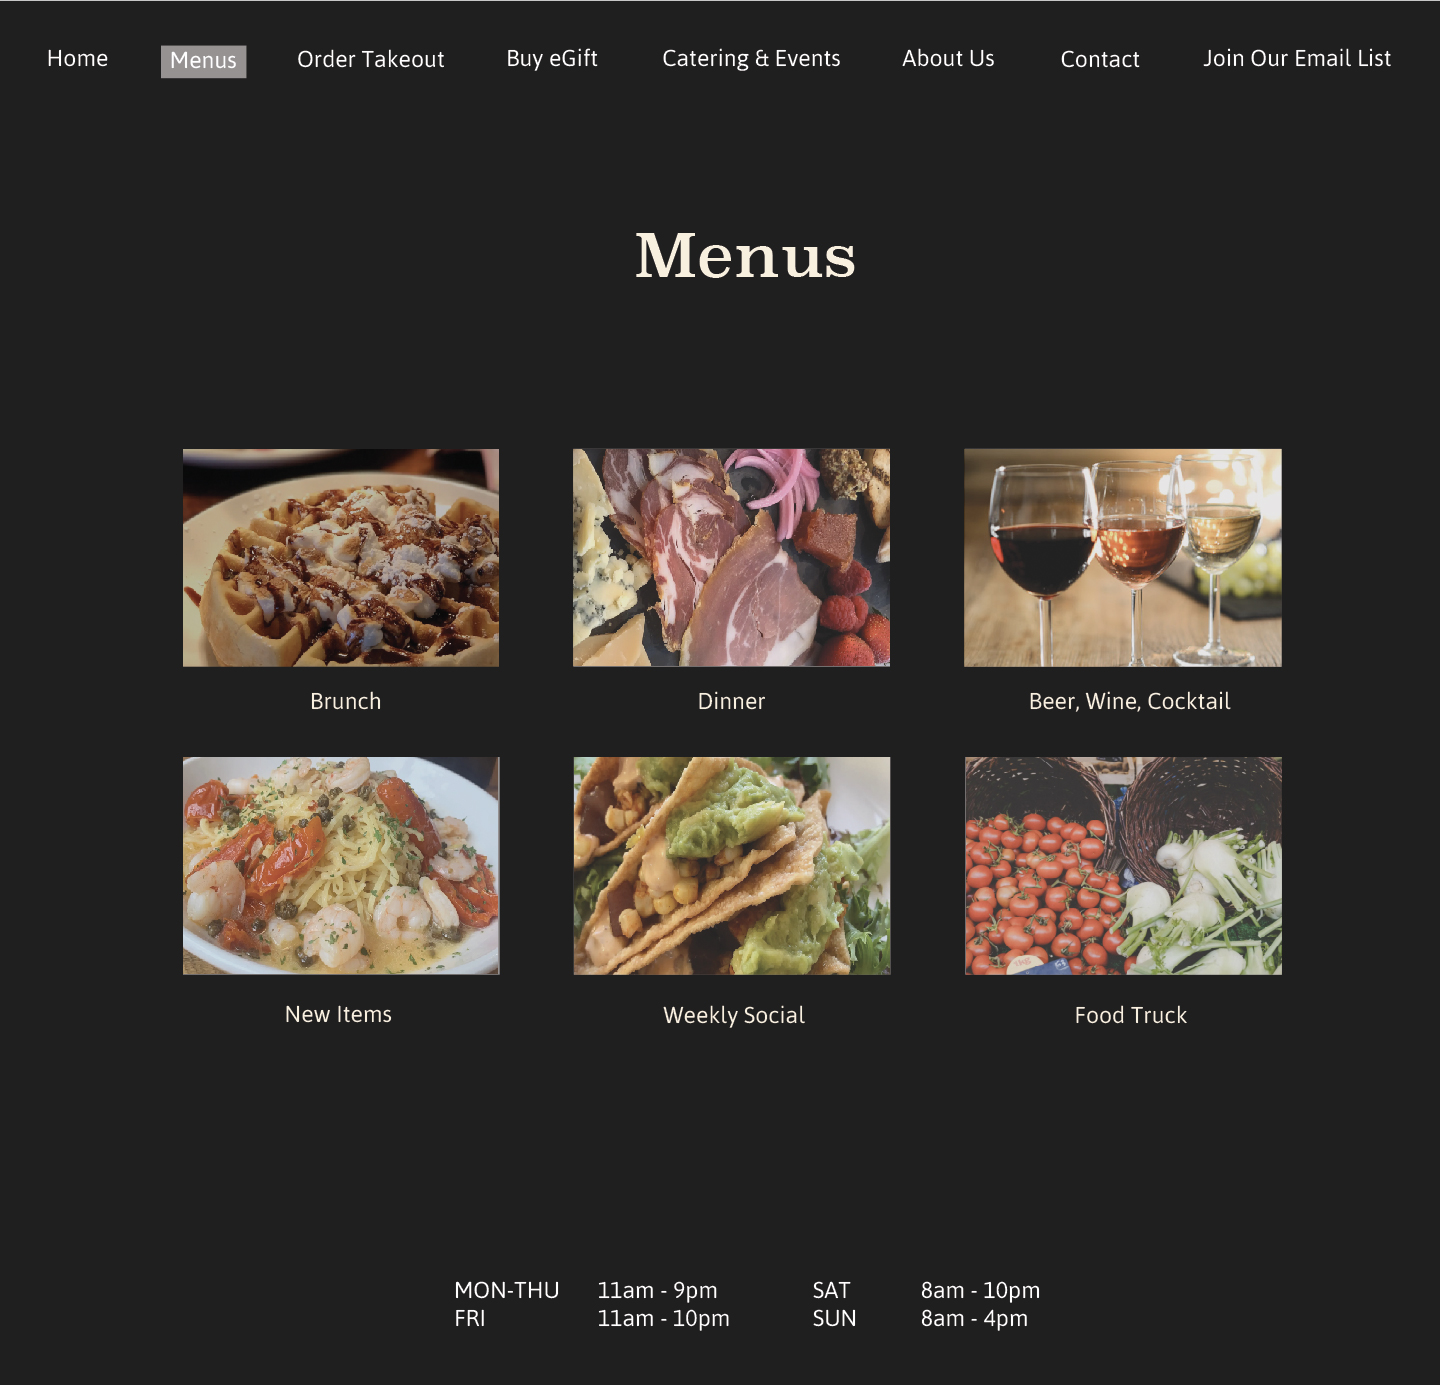 Home Menus Order Takeout Buy eGift Catering & Events About Us Contact Join Our Email List
Menus
Brunch Dinner Beer, Wine, Cocktail
New Items Weekly Social Food Truck
MON-THU 11am - 9pm SAT 8am - 10pm
FRI 11am - 10pm SUN 8am - 4pm